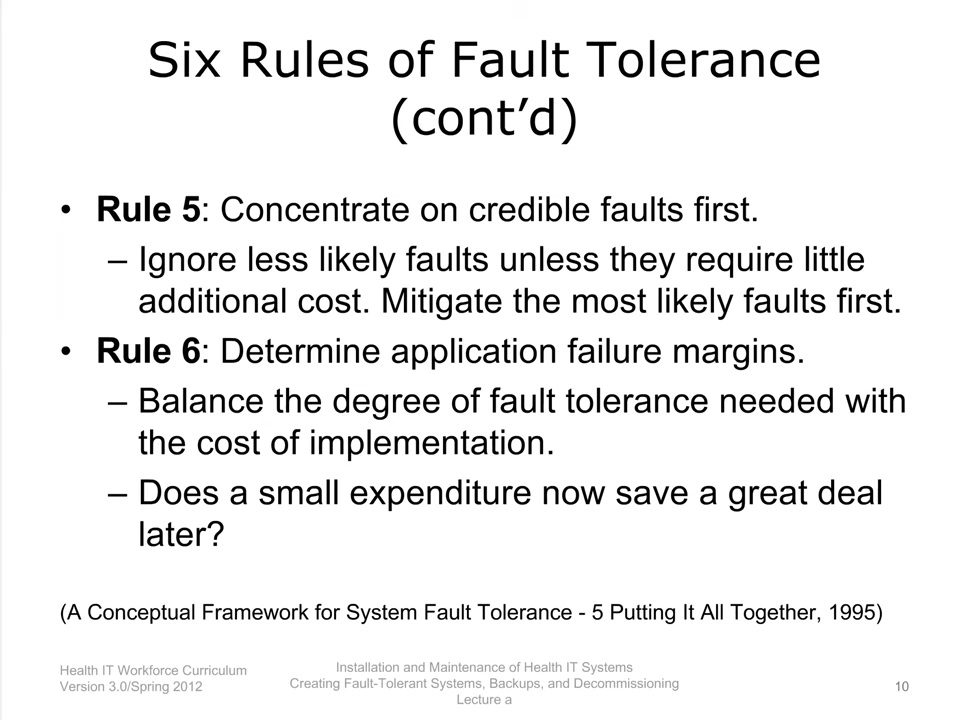 Six Rules of Fault Tolerance
(cont’d)
• Rule 5: Concentrate on credible faults first.
– Ignore less likely faults unless they require little
additional cost. Mitigate the most likely faults first.
• Rule 6: Determine application failure margins.
– Balance the degree of fault tolerance needed with
the cost of implementation.
– Does a small expenditure now save a great deal
later?
(A Conceptual Framework for System Fault Tolerance - 5 Putting It All Together, 1995)
Health IT Workforce Curriculum
Version 3.0/Spring 2012
Installation and Maintenance of Health IT Systems
Creating Fault-Tolerant Systems, Backups, and Decommissioning
Lecture a
10